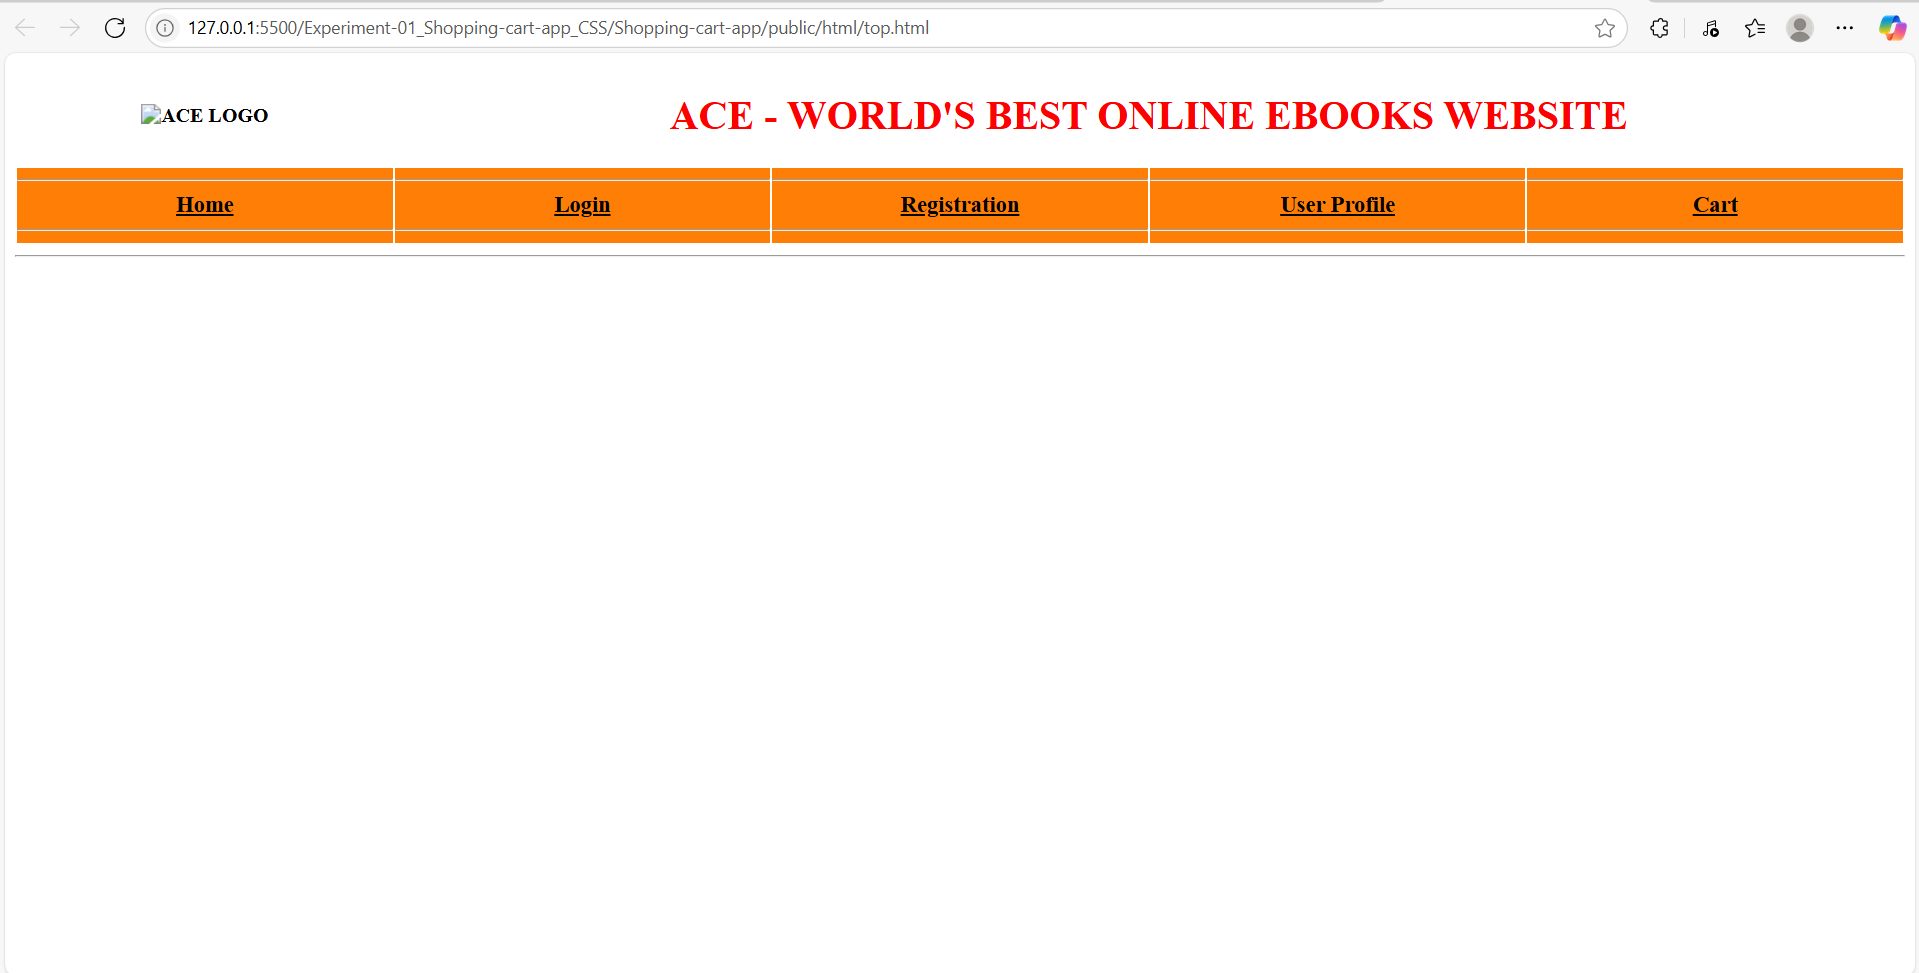 127.0.0.1:5500/Experiment-01_Shopping-cart-app_CSS/Shopping-cart-app/public/html/top.html
ACE LOGO
ACE - WORLD'S BEST ONLINE EBOOKS WEBSITE
Home Login Registration User Profile Cart